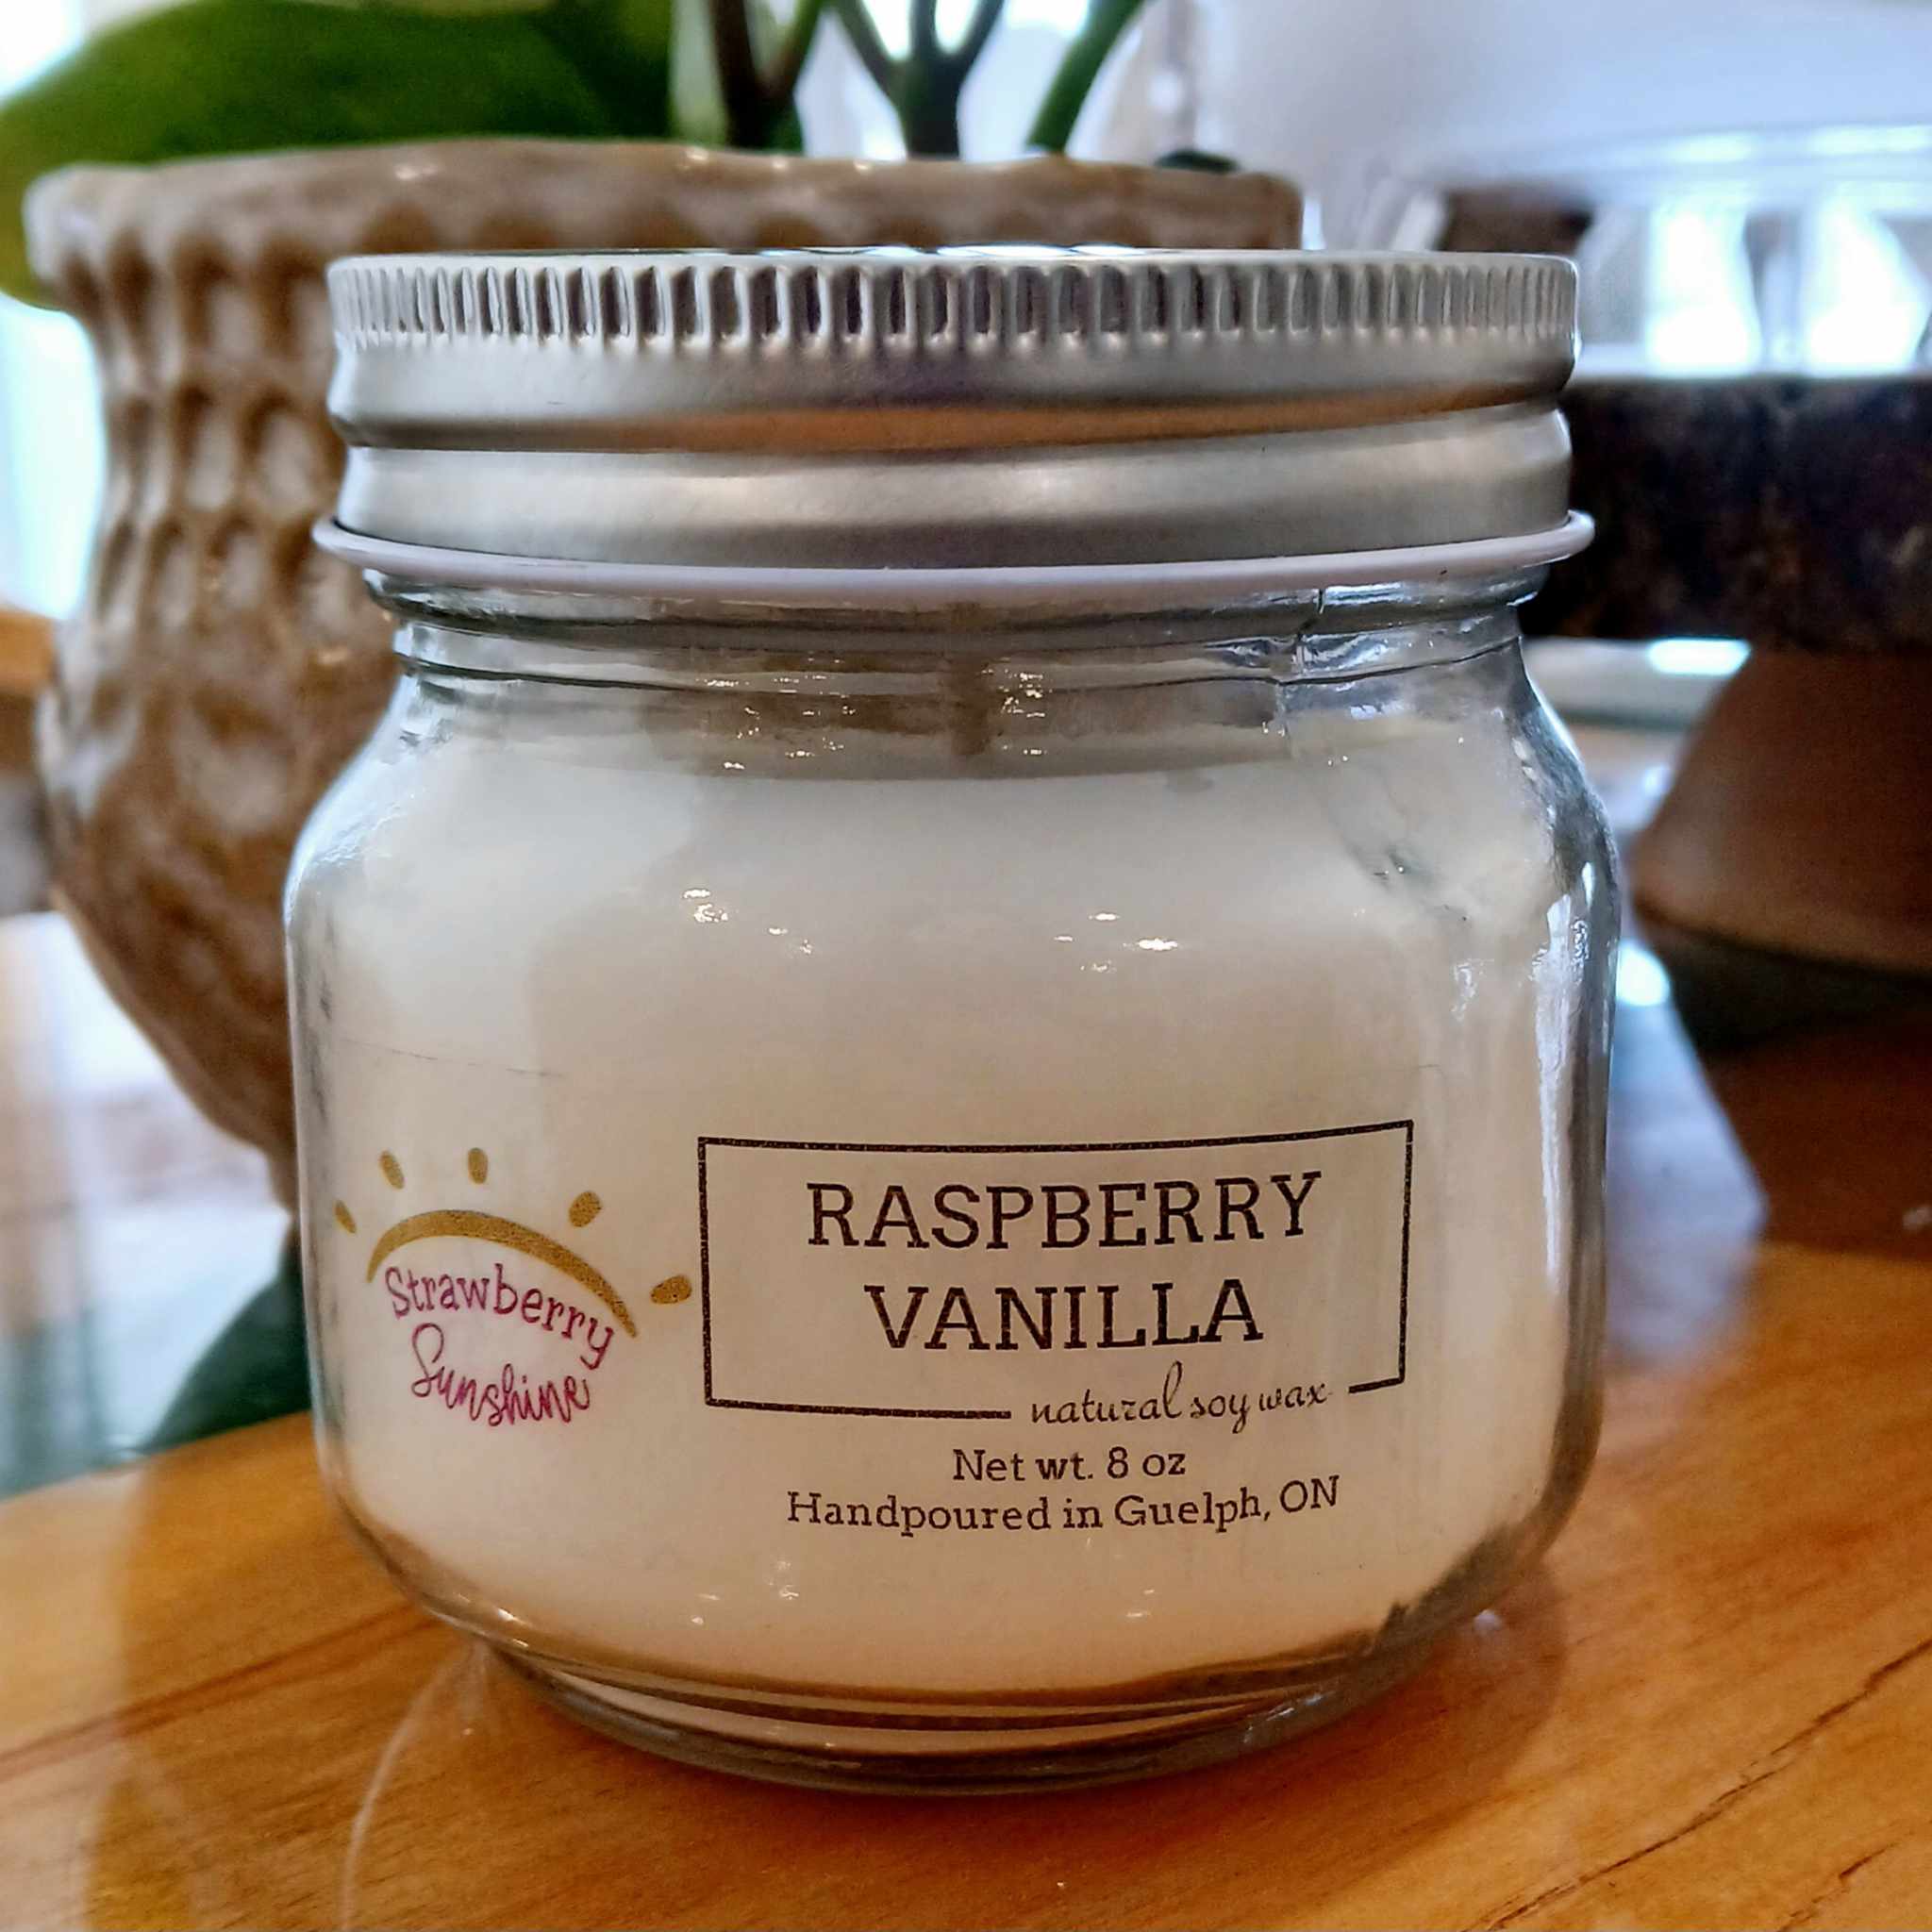 Strawberry
Sunshine
RASPBERRY
VANILLA
natural soy wax
Net wt. 8 oz
Handpoured in Guelph, ON